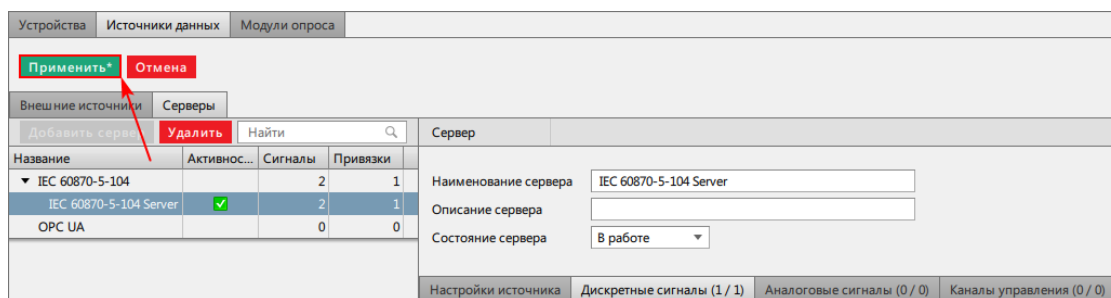 Устройства Источники данных Модули опроса
Применить* Отмена
Внешние источники Серверы
Добавить сервер Удалить Найти Сервер
Название Активнос... Сигналы Привязки
IEC 60870-5-104 2 1 Наименование сервера IEC 60870-5-104 Server
IEC 60870-5-104 Server 2 1 Описание сервера
OPC UA 0 0 Состояние сервера В работе
Настройки источника Дискретные сигналы (1 / 1) Аналоговые сигналы (0 / 0) Каналы управления (0 / 0)